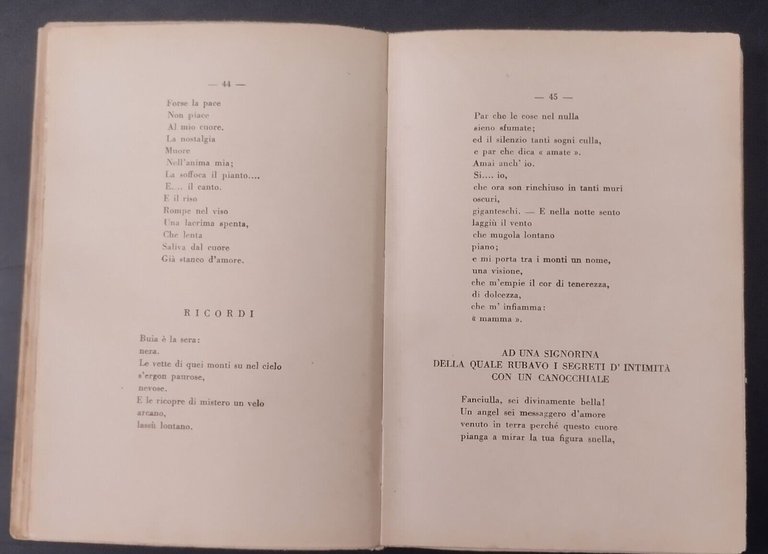 — 44 —
Forse la pace
Non piace
Al mio cuore.
La nostalgia
Muore
Nell'anima mia;
La soffoca il pianto....
E.... il canto.
E il riso
Rompe nel viso
Una lacrima spenta,
Che lenta
Saliva dal cuore
Già stanco d'amore.
RICORDI
Buia è la sera:
nera.
Le vette di quei monti su nel cielo
s'ergon paurose,
nevose.
E le ricopre di mistero un velo
arcano,
lassù lontano.
— 45 —
Par che le cose nel nulla
sieno sfumate;
ed il silenzio tanti sogni culla,
e par che dica « amate ».
Amai anch' io.
Si.... io,
che ora son rinchiuso in tanti muri
oscuri,
giganteschi. — E nella notte sento
laggiù il vento
che mugola lontano
piano;
e mi porta tra i monti un nome,
una visione,
che m'empie il cor di tenerezza,
di dolcezza,
che m' infiamma:
« mamma ».
AD UNA SIGNORINA
DELLA QUALE RUBAVO I SEGRETI D' INTIMITÀ
CON UN CANOCCHIALE
Fanciulla, sei divinamente bella!
Un angel sei messaggero d'amore
venuto in terra perché questo cuore
pianga a mirar la tua figura snella,